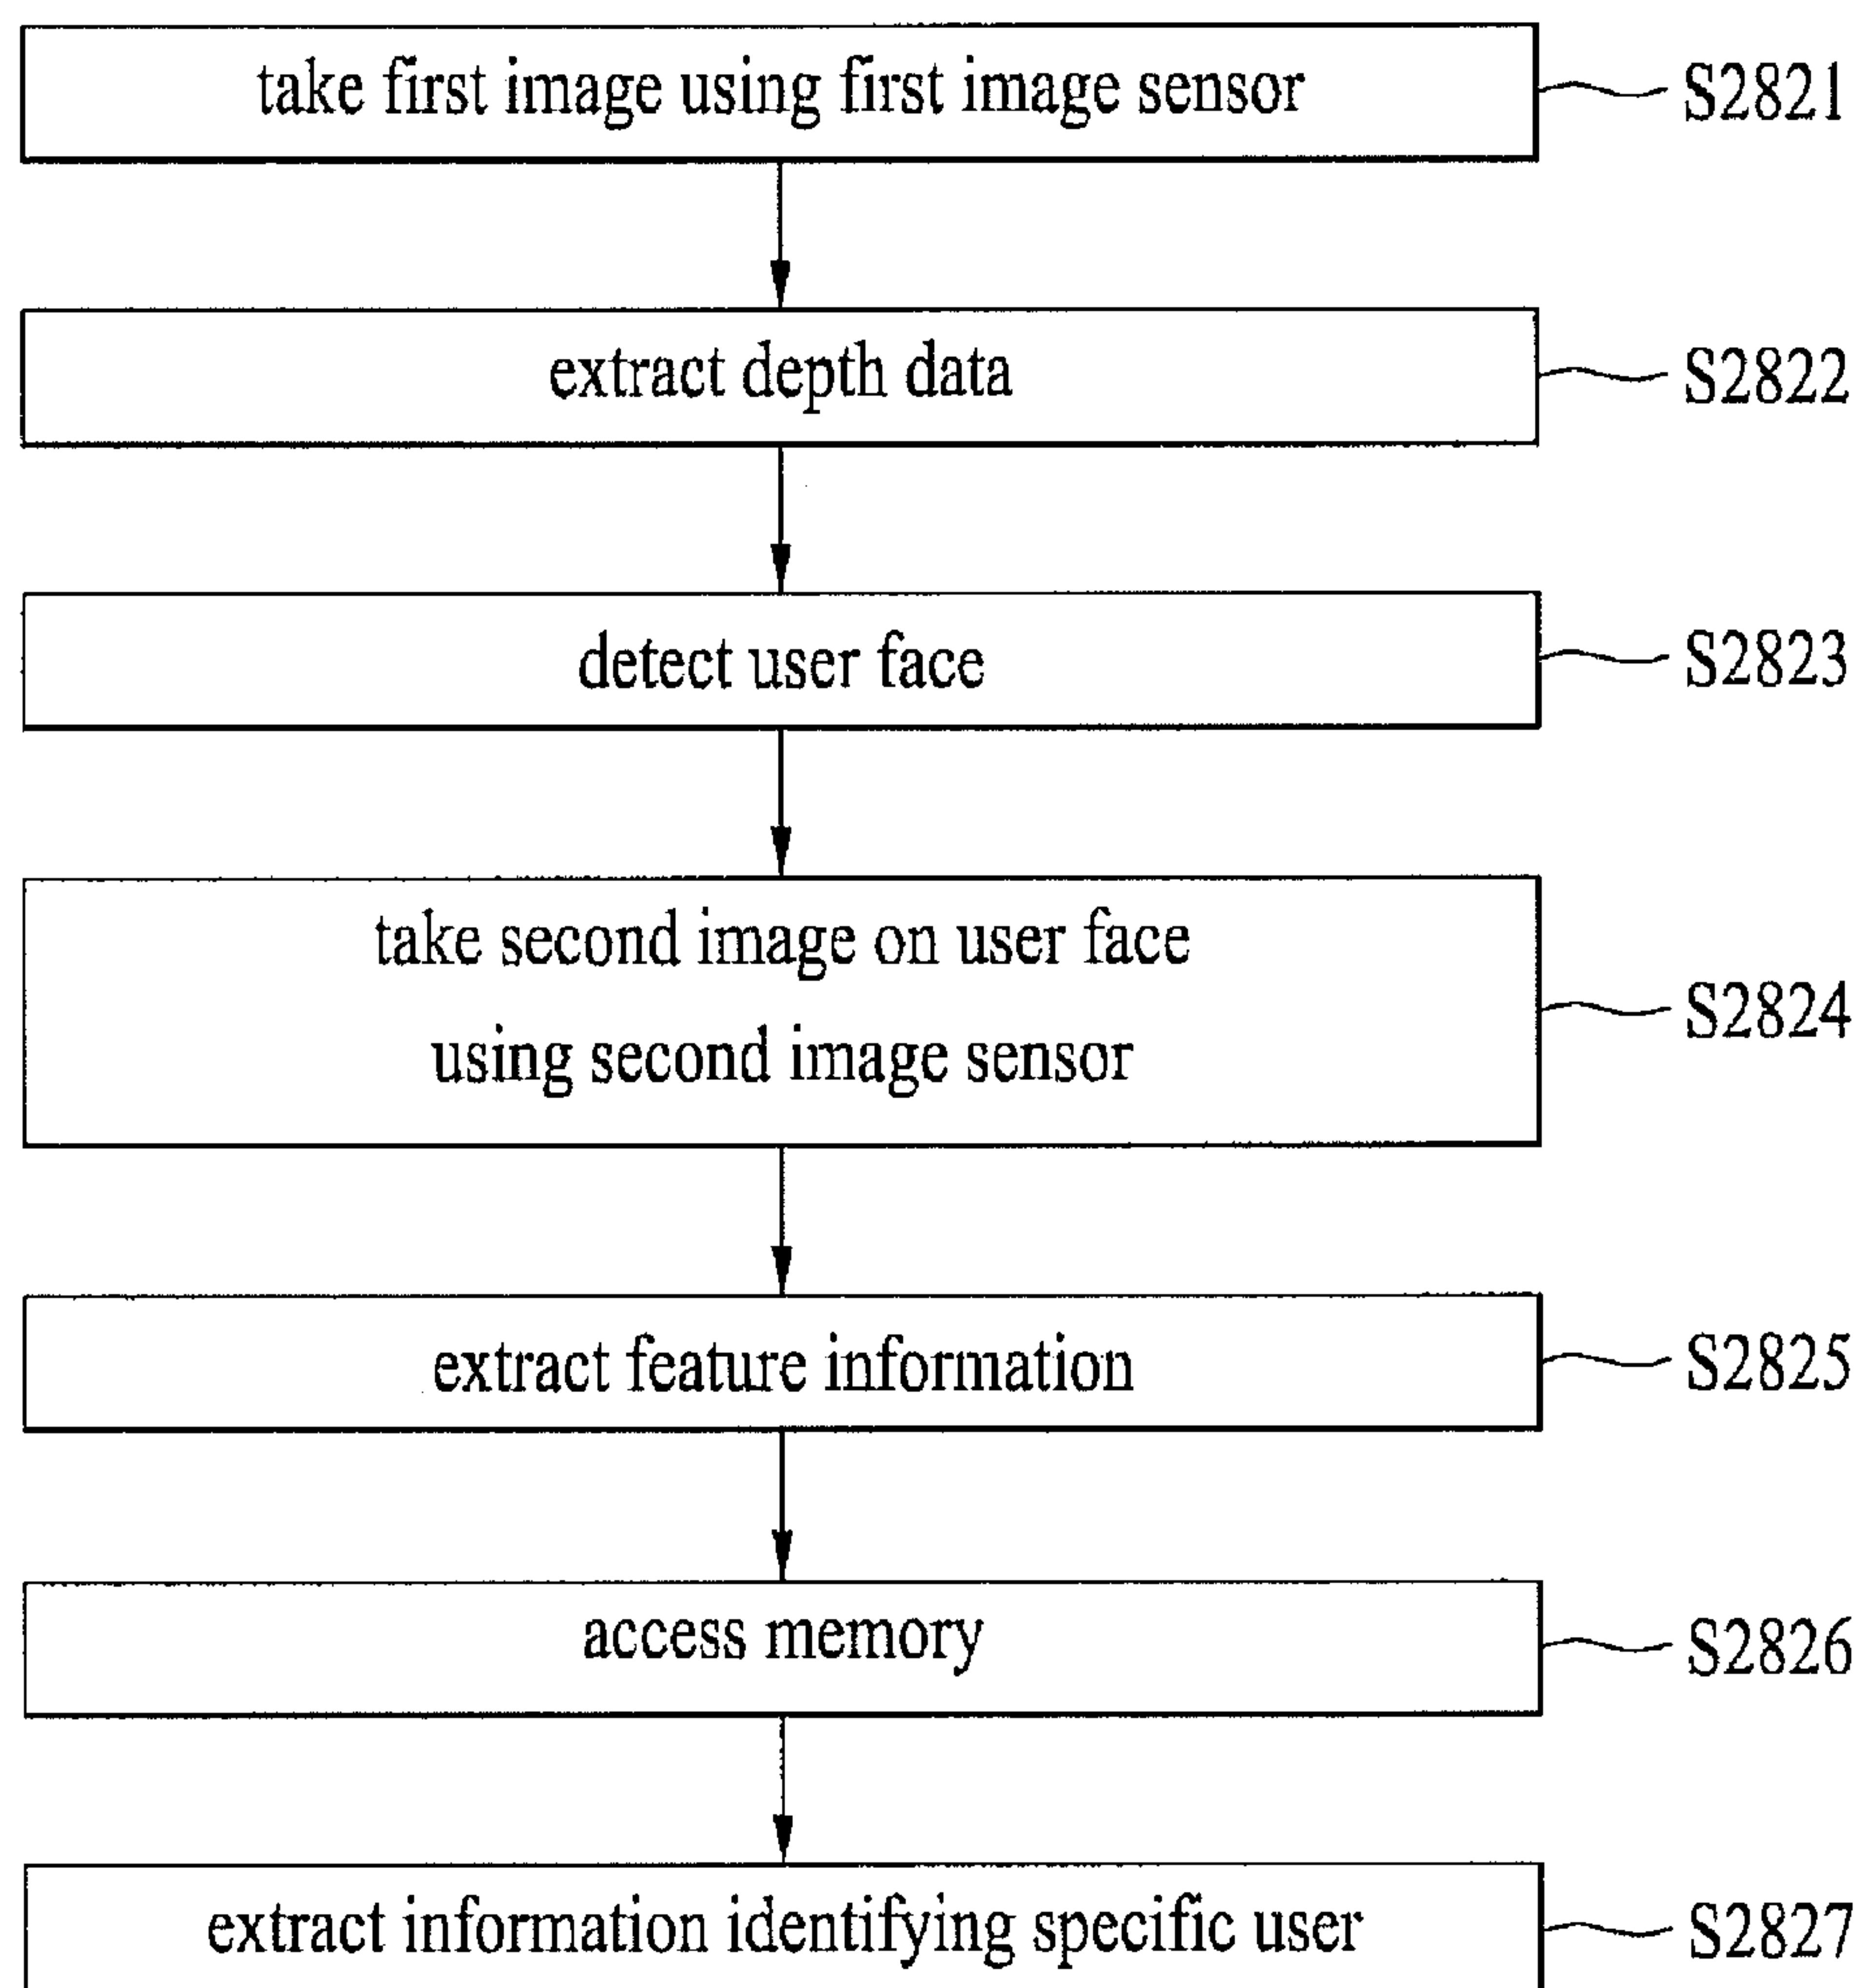 take first image using first image sensor S2821
extract depth data S2822
detect user face S2823
take second image on user face
using second image sensor S2824
extract feature information S2825
access memory S2826
extract information identifying specific user S2827